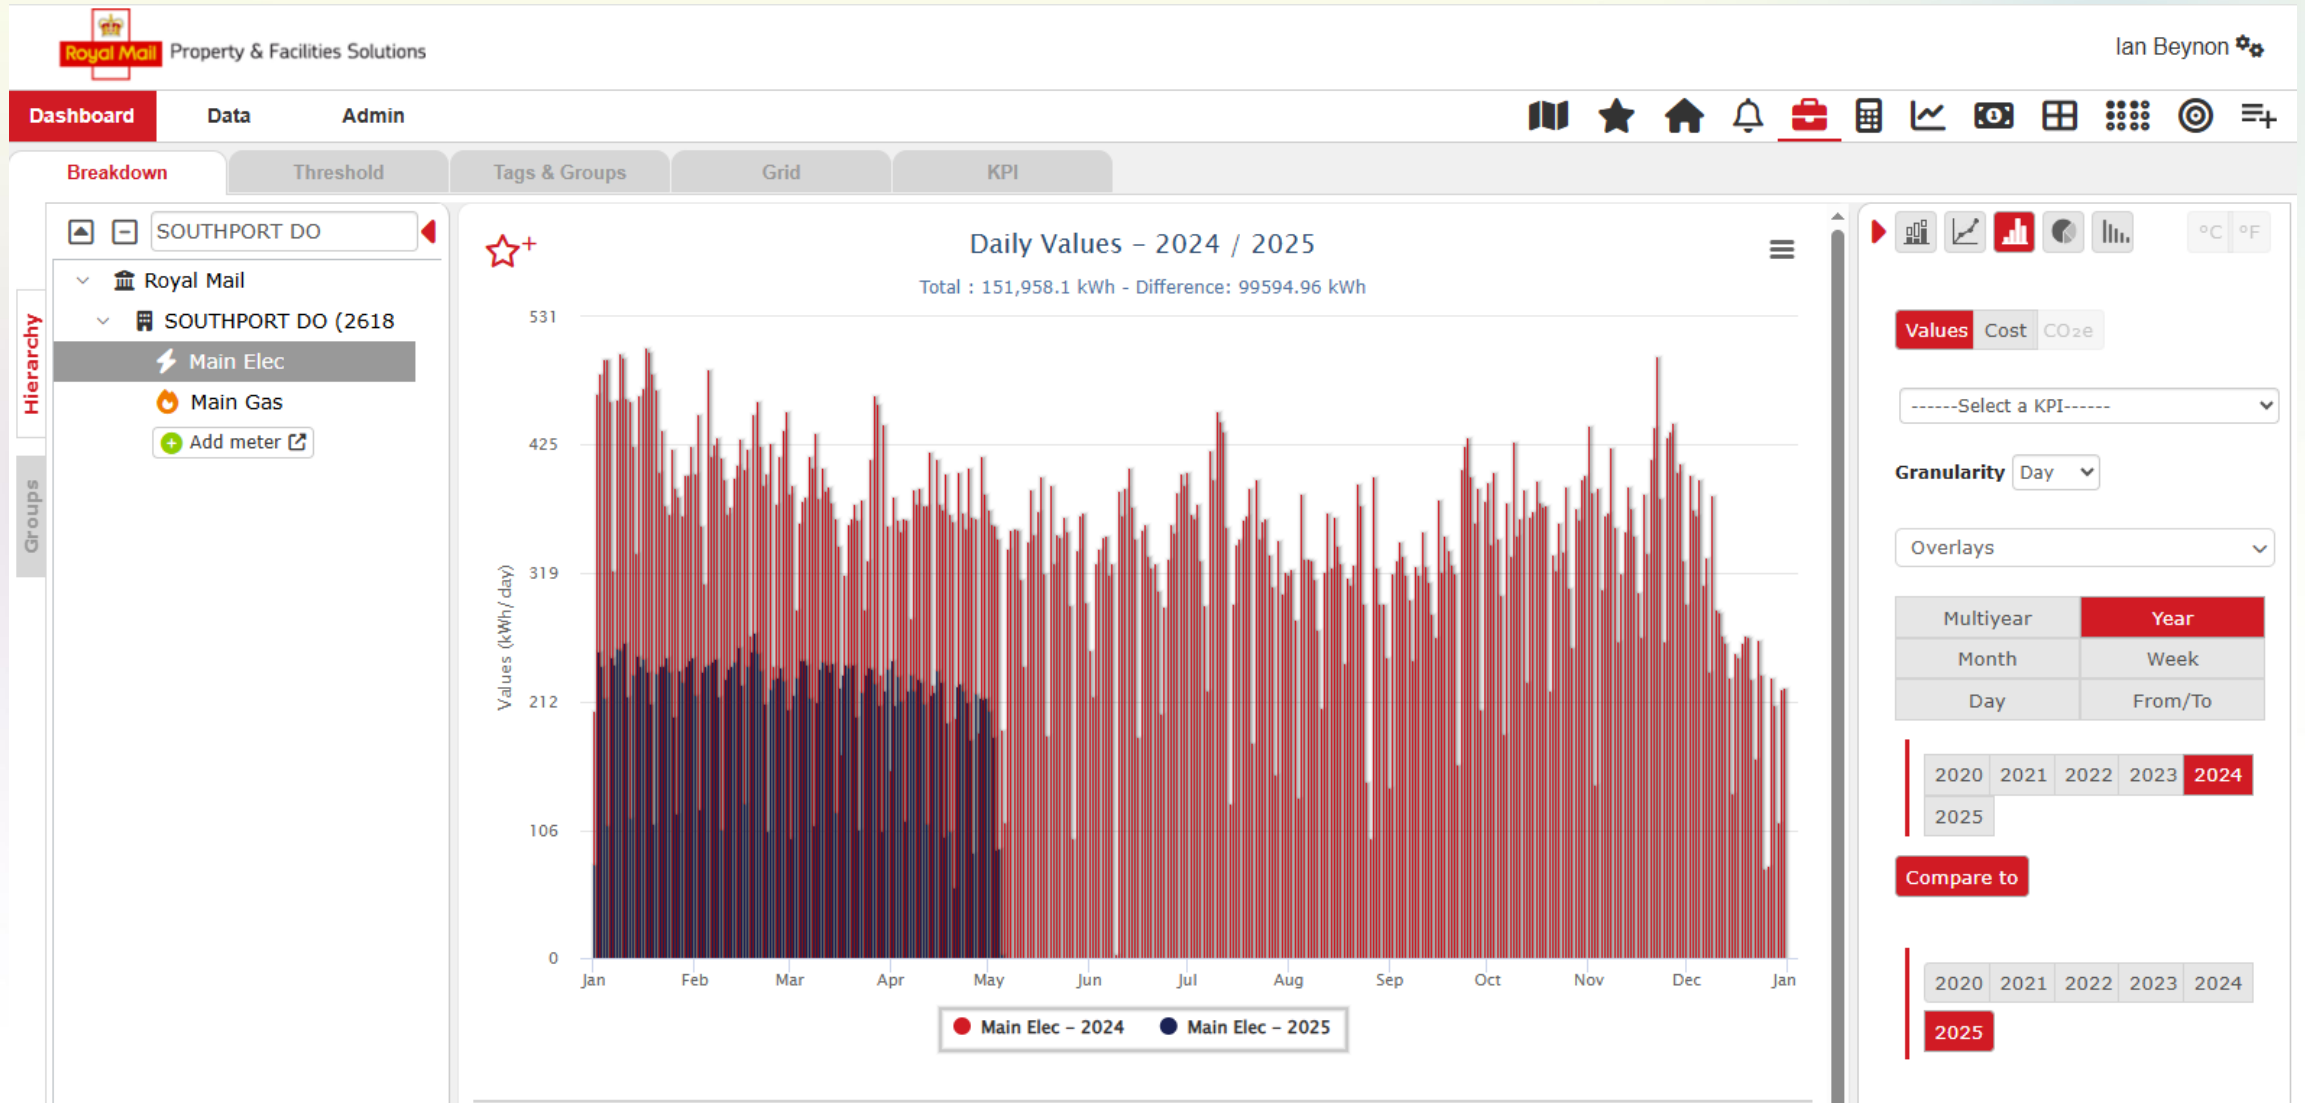 Royal Mail Property & Facilities Solutions
Ian Beynon
Dashboard Data Admin
Breakdown Threshold Tags & Groups Grid KPI
Hierarchy
Groups
SOUTHPORT DO
Royal Mail
SOUTHPORT DO (2618
Main Elec
Main Gas
Add meter
Daily Values – 2024 / 2025
Total : 151,958.1 kWh - Difference: 99594.96 kWh
Values (kWh/day)
531
425
319
212
106
0
Jan Feb Mar Apr May Jun Jul Aug Sep Oct Nov Dec Jan
Main Elec – 2024 Main Elec – 2025
°C °F
Values Cost CO₂e
------Select a KPI------
Granularity Day
Overlays
Multiyear Year
Month Week
Day From/To
2020 2021 2022 2023 2024
2025
Compare to
2020 2021 2022 2023 2024
2025